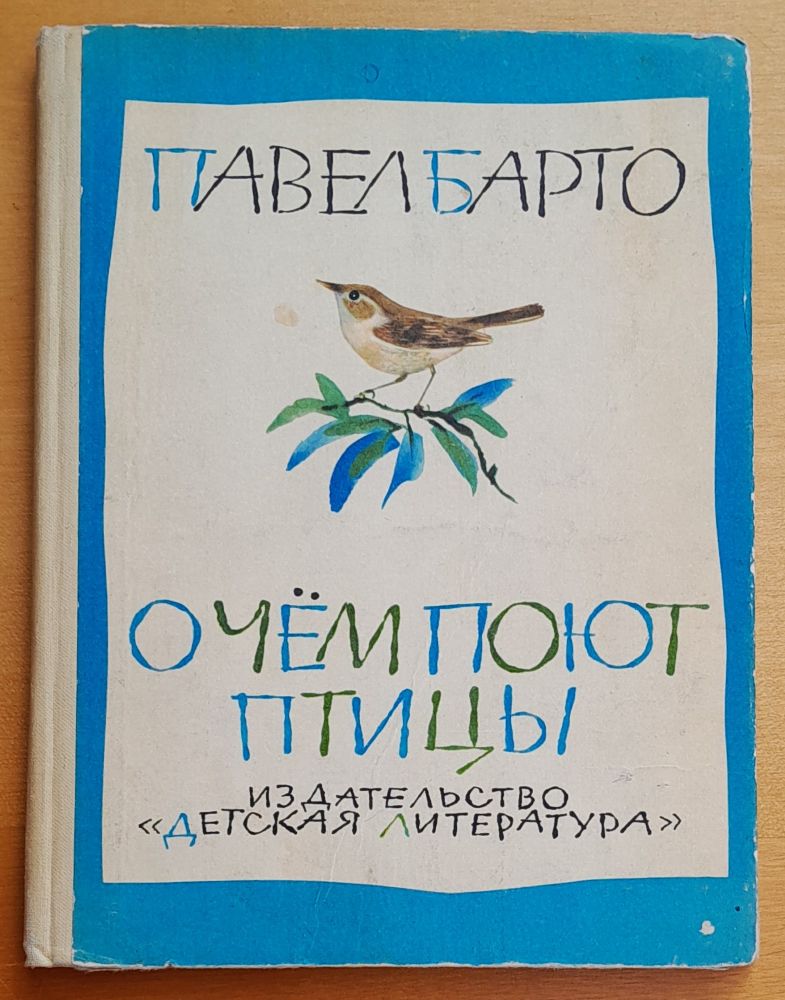 ПАВЕЛ БАРТО
О ЧЁМ ПОЮТ
ПТИЦЫ
ИЗДАТЕЛЬСТВО
«ДЕТСКАЯ ЛИТЕРАТУРА»